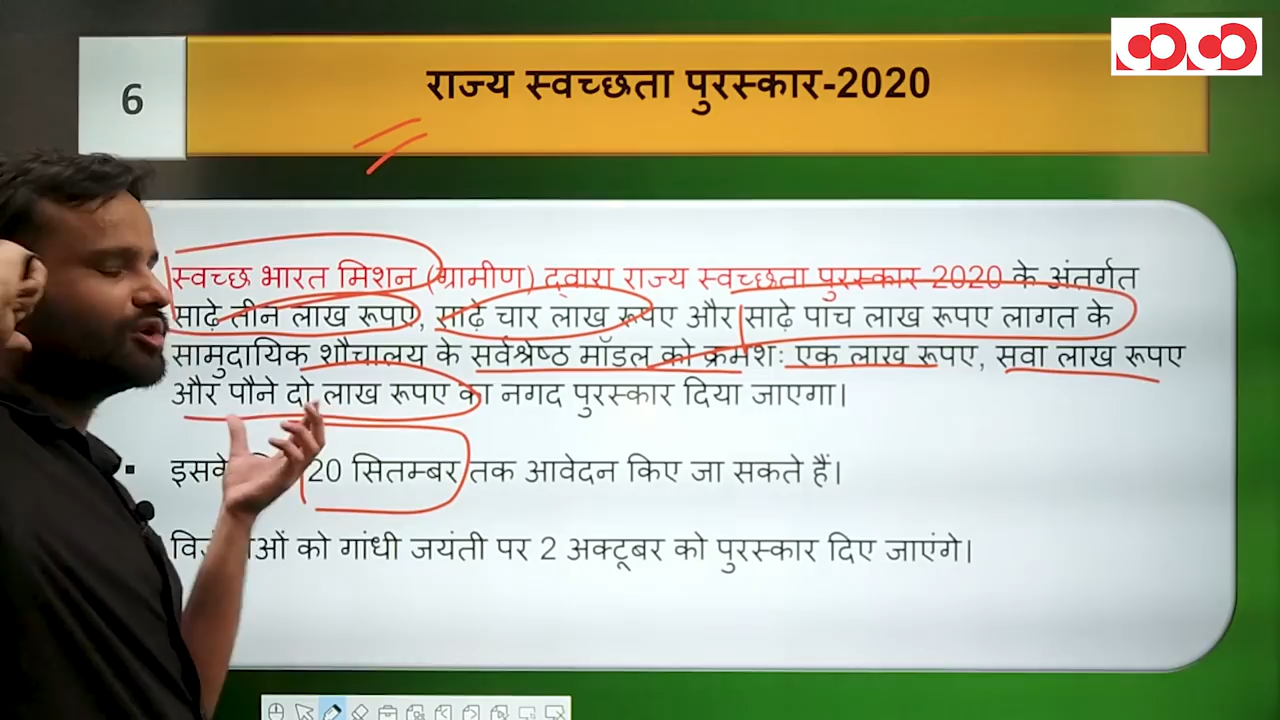 6
राज्य स्वच्छता पुरस्कार-2020
स्वच्छ भारत मिशन (ग्रामीण) द्वारा राज्य स्वच्छता पुरस्कार 2020 के अंतर्गत
साढ़े तीन लाख रूपए, साढ़े चार लाख रूपए और साढ़े पाच लाख रूपए लागत के
सामुदायिक शौचालय के सर्वश्रेष्ठ मॉडल को क्रमशः एक लाख रूपए, सवा लाख रूपए
और पौने दो लाख रूपए का नगद पुरस्कार दिया जाएगा।
20 सितम्बर तक आवेदन किए जा सकते हैं।
को गांधी जयंती पर 2 अक्टूबर को पुरस्कार दिए जाएंगे।